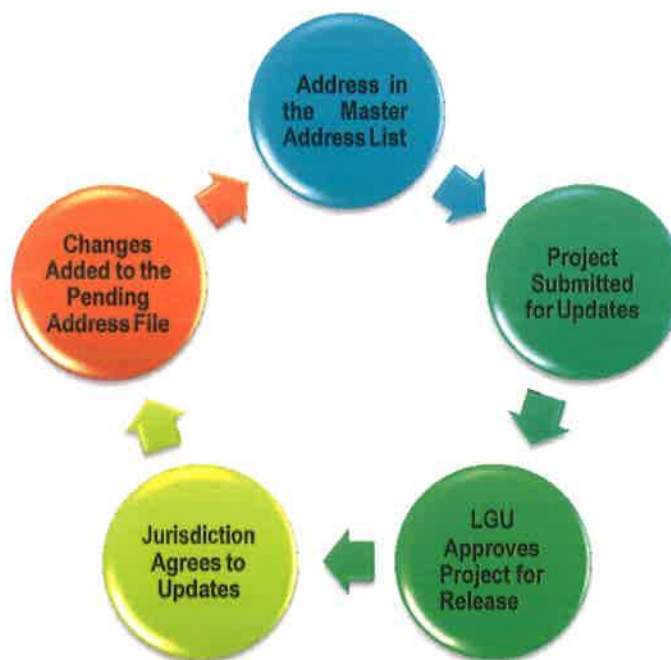 Address in
the Master
Address List
Project
Submitted
for Updates
LGU
Approves
Project for
Release
Jurisdiction
Agrees to
Updates
Changes
Added to the
Pending
Address File